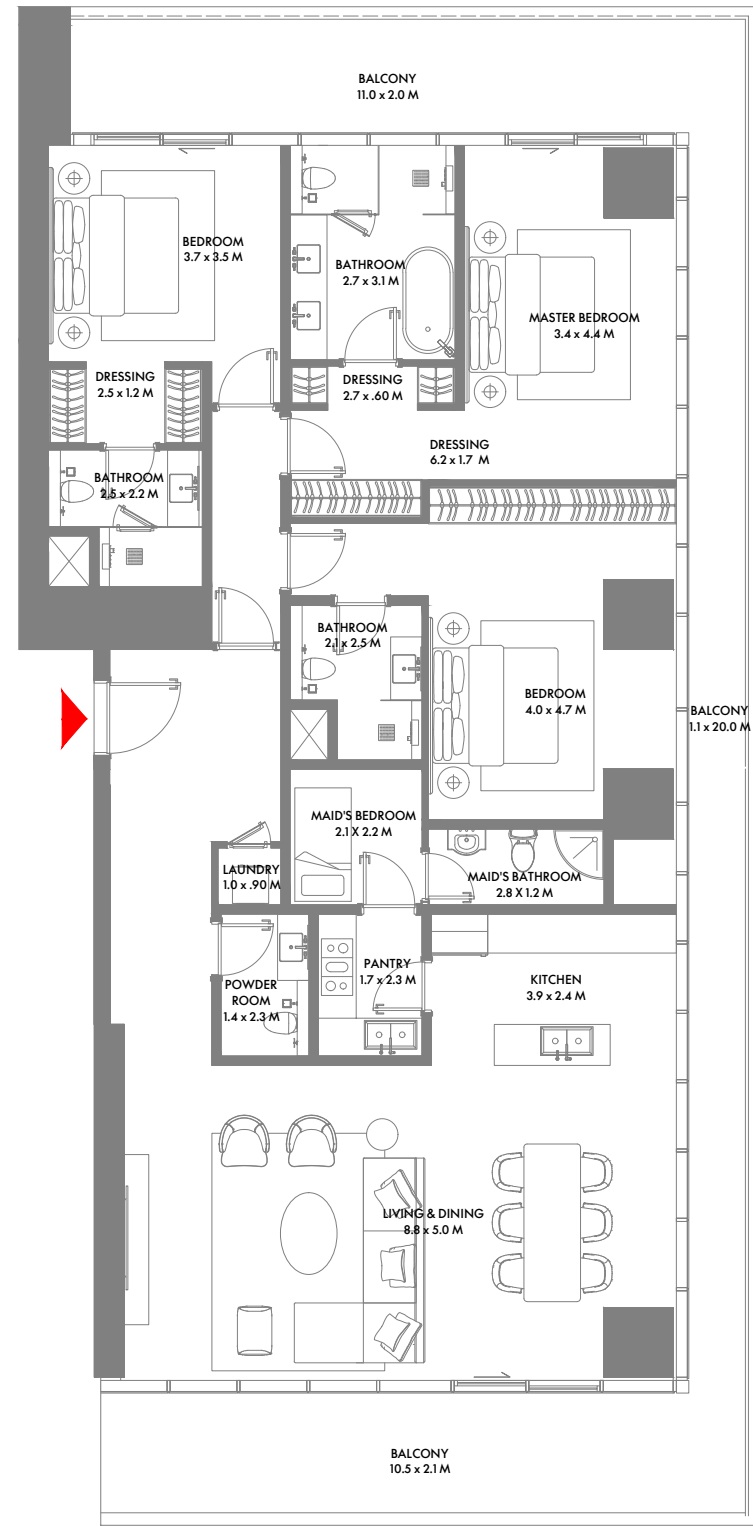 BALCONY
11.0 x 2.0 M
BEDROOM
3.7 x 3.5 M
BATHROOM
2.7 x 3.1 M
MASTER BEDROOM
3.4 x 4.4 M
DRESSING
2.5 x 1.2 M
DRESSING
2.7 x .60 M
DRESSING
6.2 x 1.7 M
BATHROOM
2.5 x 2.2 M
BATHROOM
2.1 x 2.5 M
BEDROOM
4.0 x 4.7 M
BALCONY
1.1 x 20.0 M
MAID'S BEDROOM
2.1 X 2.2 M
LAUNDRY
1.0 x .90 M
MAID'S BATHROOM
2.8 X 1.2 M
PANTRY
1.7 x 2.3 M
POWDER
ROOM
1.4 x 2.3 M
KITCHEN
3.9 x 2.4 M
LIVING & DINING
8.8 x 5.0 M
BALCONY
10.5 x 2.1 M